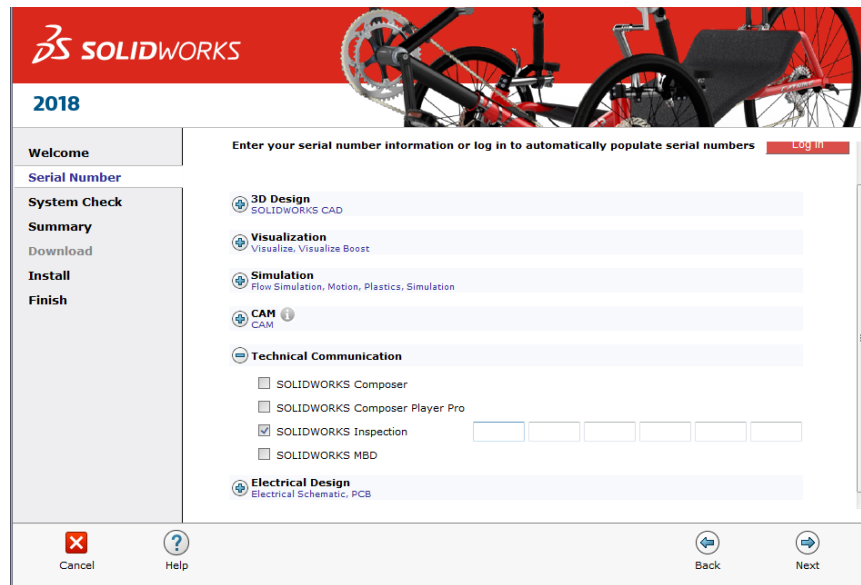 SOLIDWORKS
2018
Welcome
Serial Number
System Check
Summary
Download
Install
Finish
Enter your serial number information or log in to automatically populate serial numbers
Log In
3D Design
SOLIDWORKS CAD
Visualization
Visualize, Visualize Boost
Simulation
Flow Simulation, Motion, Plastics, Simulation
CAM
CAM
Technical Communication
SOLIDWORKS Composer
SOLIDWORKS Composer Player Pro
SOLIDWORKS Inspection
SOLIDWORKS MBD
Electrical Design
Electrical Schematic, PCB
Cancel
Help
Back
Next